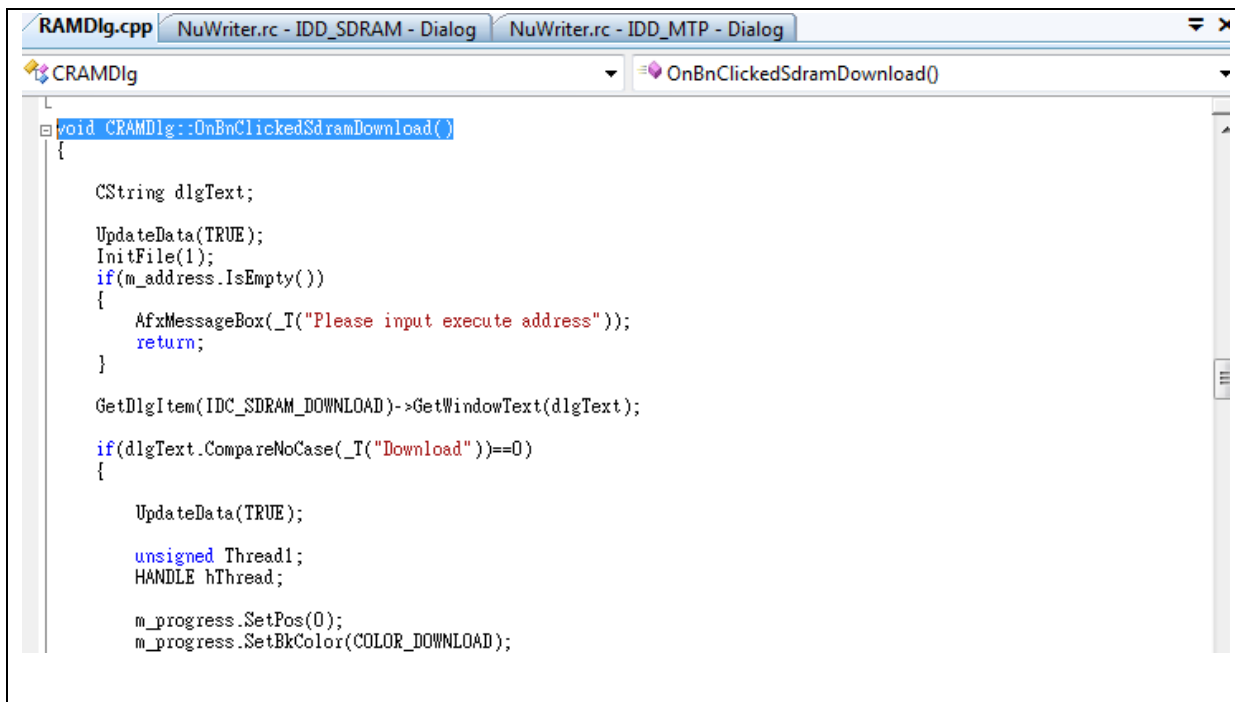 RAMDlg.cpp NuWriter.rc - IDD_SDRAM - Dialog NuWriter.rc - IDD_MTP - Dialog
CRAMDlg OnBnClickedSdramDownload()
void CRAMDlg::OnBnClickedSdramDownload()
{
CString dlgText;
UpdateData(TRUE);
InitFile(1);
if(m_address.IsEmpty())
{
AfxMessageBox(_T("Please input execute address"));
return;
}
GetDlgItem(IDC_SDRAM_DOWNLOAD)->GetWindowText(dlgText);
if(dlgText.CompareNoCase(_T("Download"))==0)
{
UpdateData(TRUE);
unsigned Thread1;
HANDLE hThread;
m_progress.SetPos(0);
m_progress.SetBkColor(COLOR_DOWNLOAD);